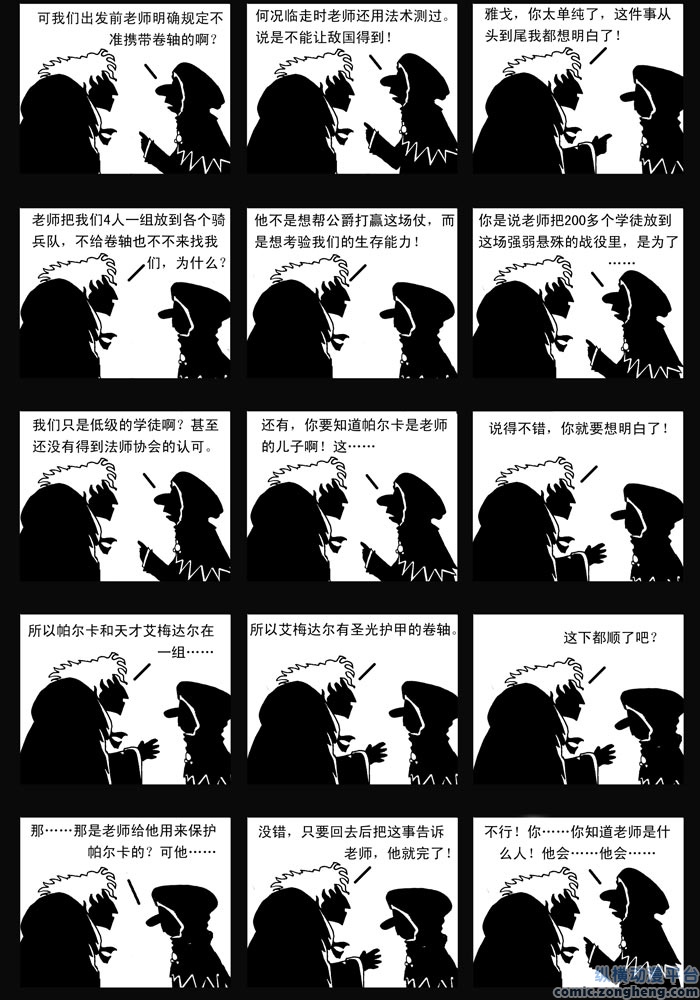 可我们出发前老师明确规定不
准携带卷轴的啊？
何况临走时老师还用法术测过。
说是不能让敌国得到！
雅戈，你太单纯了，这件事从
头到尾我都想明白了！
老师把我们4人一组放到各个骑
兵队，不给卷轴也不不来找我
们，为什么？
他不是想帮公爵打赢这场仗，而
是想考验我们的生存能力！
你是说老师把200多个学徒放到
这场强弱悬殊的战役里，是为了
……
我们只是低级的学徒啊？甚至
还没有得到法师协会的认可。
还有，你要知道帕尔卡是老师
的儿子啊！这……
说得不错，你就要想明白了！
所以帕尔卡和天才艾梅达尔在
一组……
所以艾梅达尔有圣光护甲的卷轴。
这下都顺了吧？
那……那是老师给他用来保护
帕尔卡的？可他……
没错，只要回去后把这事告诉
老师，他就完了！
不行！你……你知道老师是什
么人！他会……他会……
纵横动漫平台
comic.zongheng.com